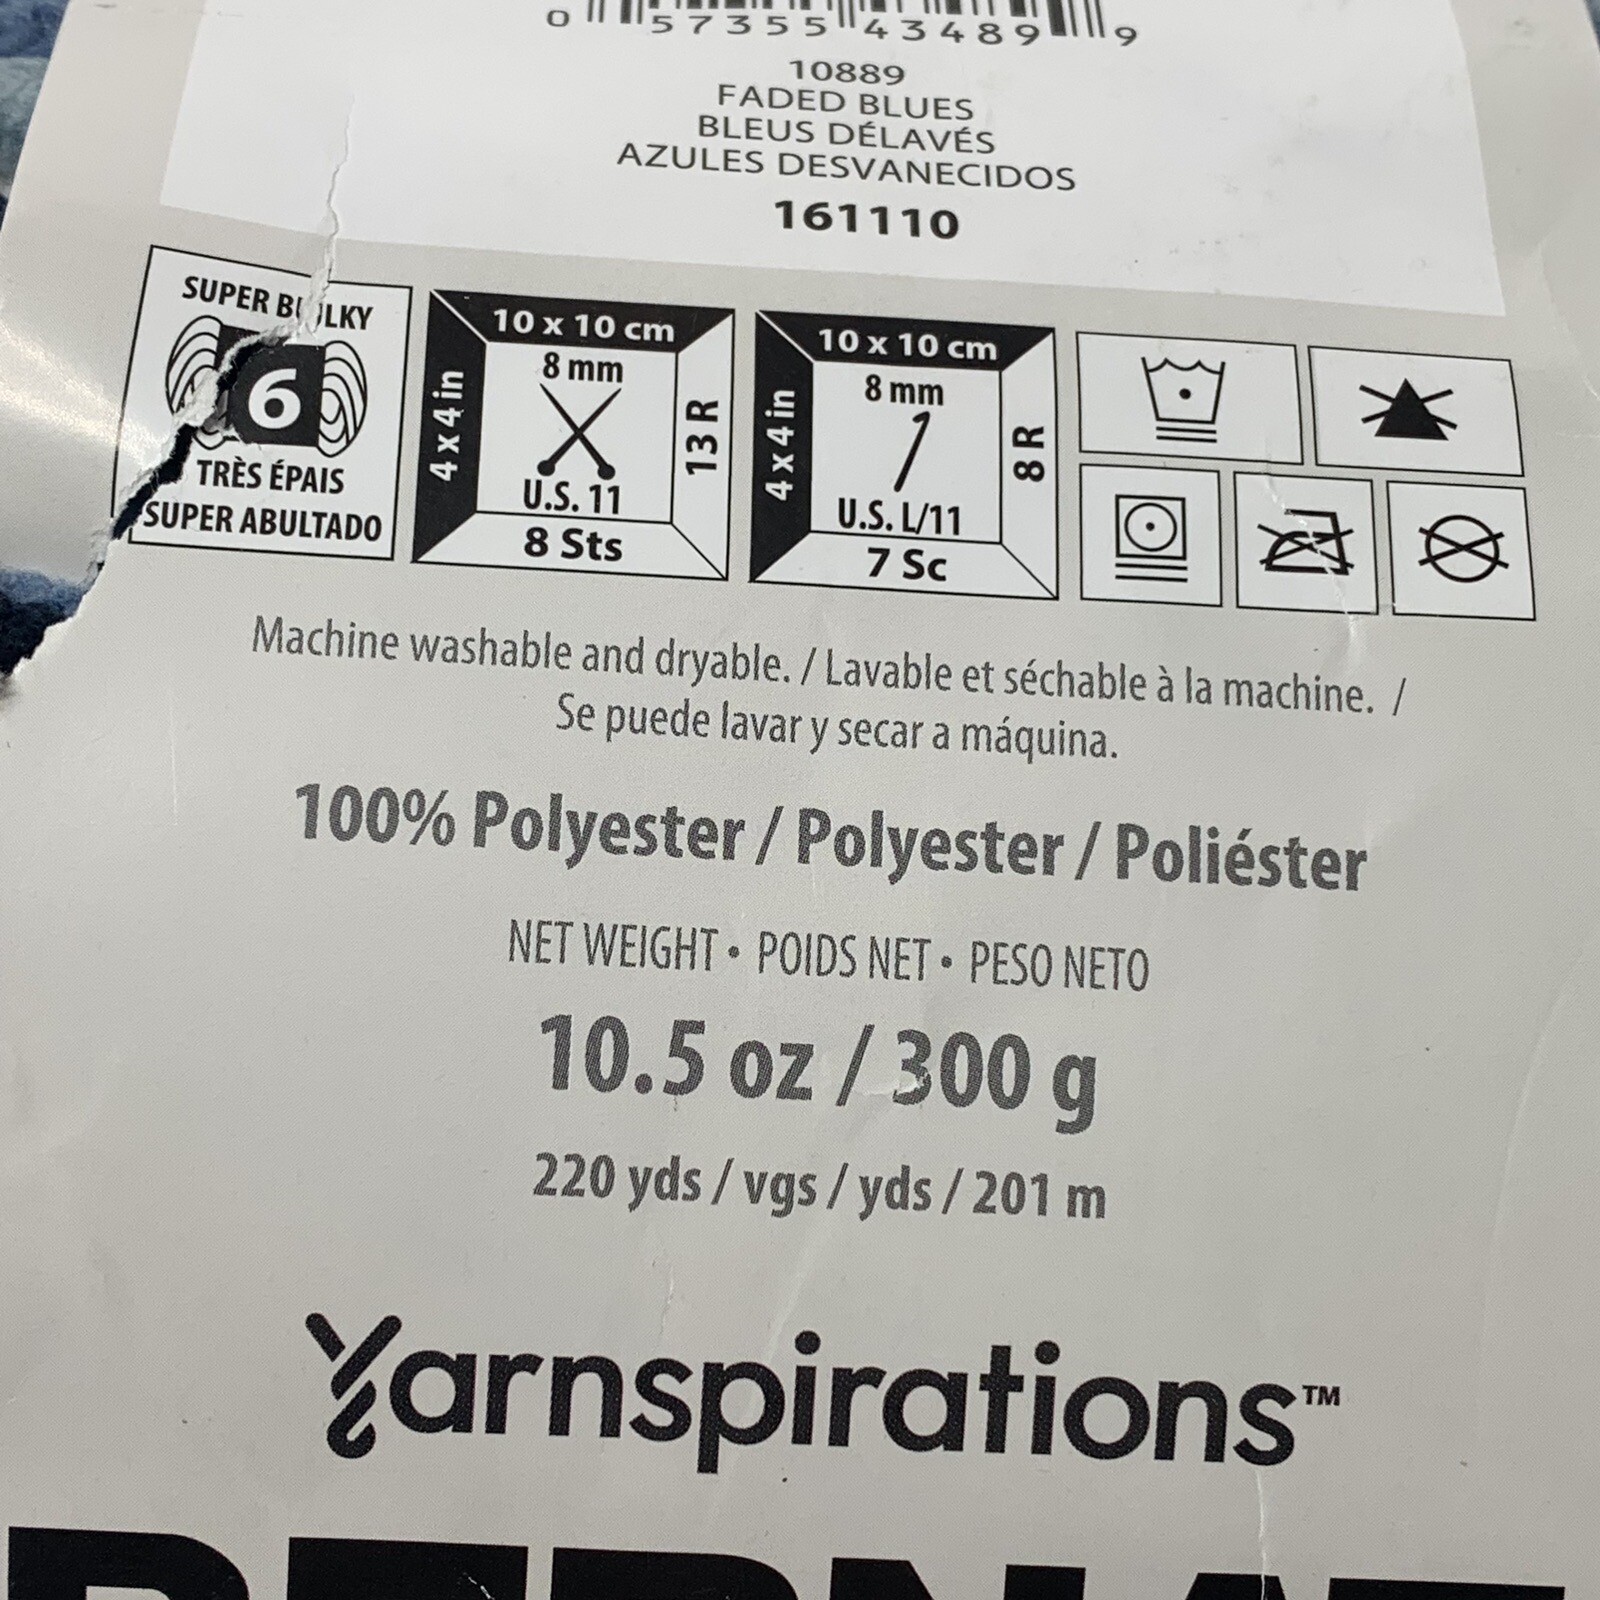 0 57355 43489 9
10889
FADED BLUES
BLEUS DÉLAVÉS
AZULES DESVANECIDOS
161110
SUPER BULKY
6
TRÈS ÉPAIS
SUPER ABULTADO
10 x 10 cm
4 x 4 in
8 mm
U.S. 11
13 R
8 Sts
10 x 10 cm
4 x 4 in
8 mm
U.S. L/11
8 R
7 Sc
Machine washable and dryable. / Lavable et séchable à la machine. /
Se puede lavar y secar a máquina.
100% Polyester / Polyester / Poliéster
NET WEIGHT • POIDS NET • PESO NETO
10.5 oz / 300 g
220 yds / vgs / yds / 201 m
Yarnspirations™
BERNAT